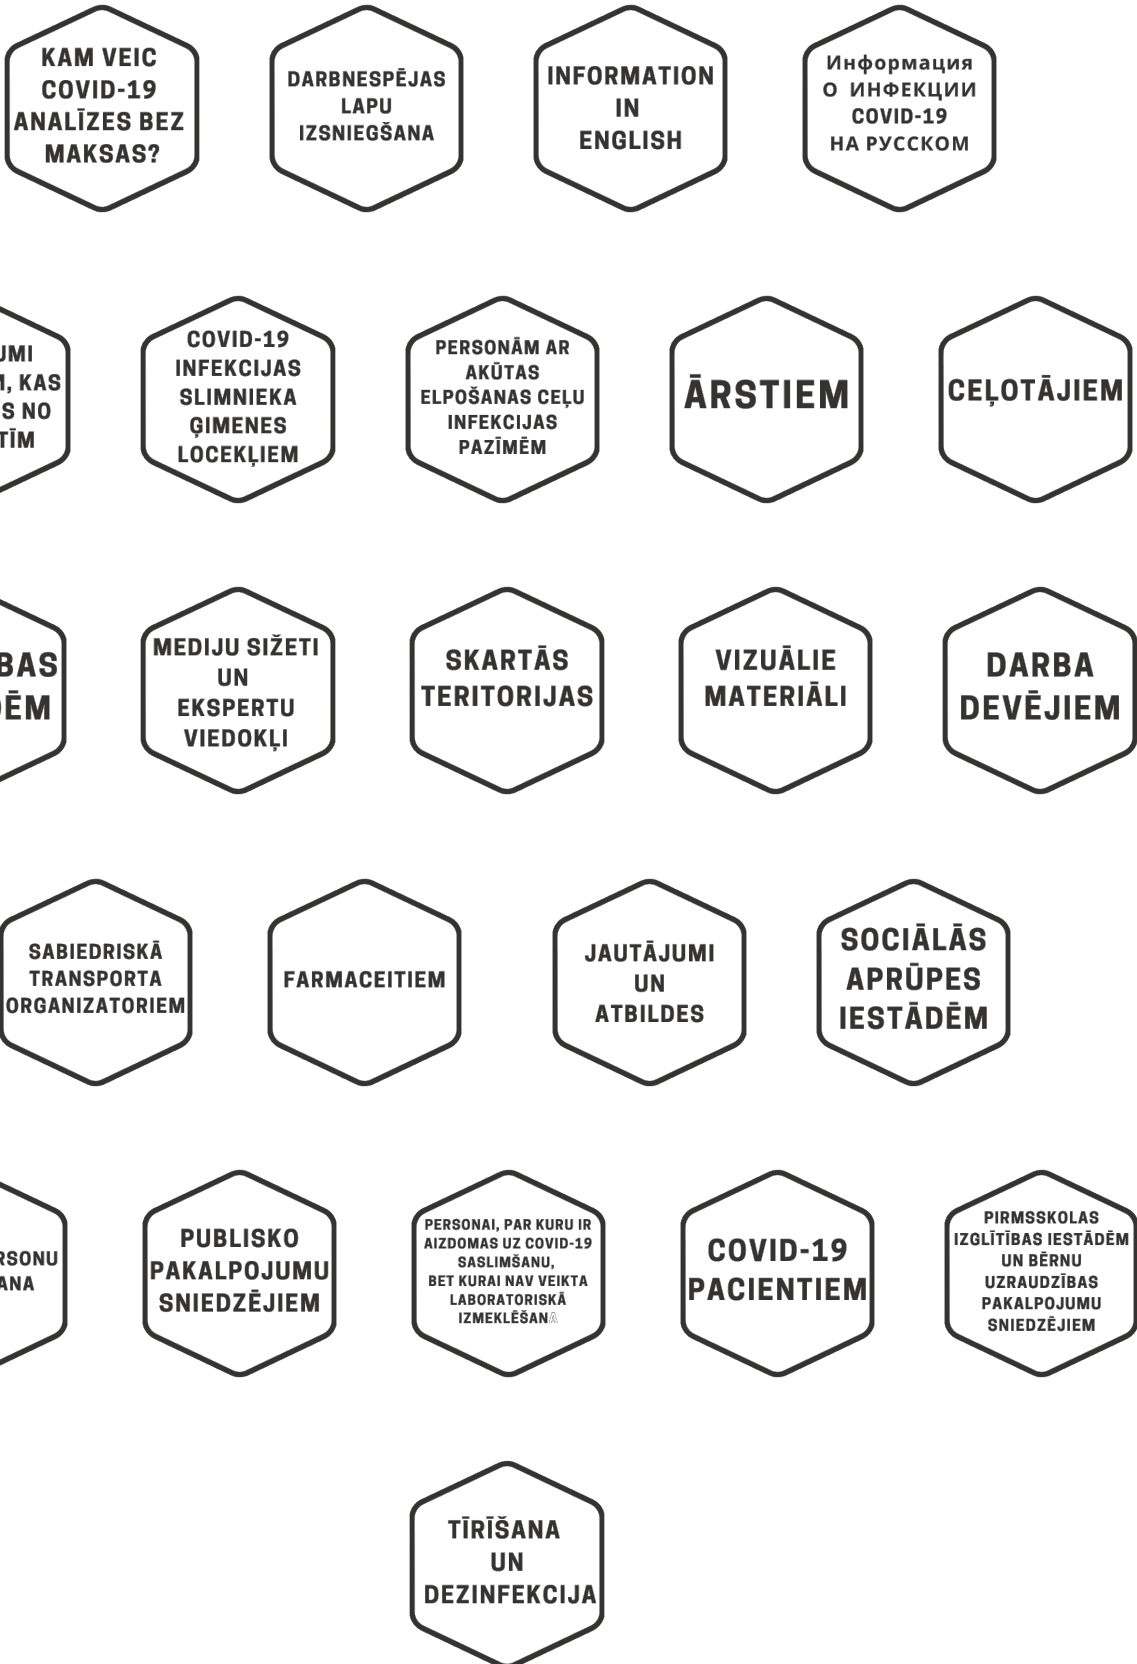 KAM VEIC
COVID-19
ANALĪZES BEZ
MAKSAS?
DARBNESPĒJAS
LAPU
IZSNIEGŠANA
INFORMATION
IN
ENGLISH
Информация
О ИНФЕКЦИИ
COVID-19
НА РУССКОМ
KAS
NO
COVID-19
INFEKCIJAS
SLIMNIEKA
ĢIMENES
LOCEKĻIEM
PERSONĀM AR
AKŪTAS
ELPOŠANAS CEĻU
INFEKCIJAS
PAZĪMĒM
ĀRSTIEM
CEĻOTĀJIEM
MEDIJU SIŽETI
UN
EKSPERTU
VIEDOKĻI
SKARTĀS
TERITORIJAS
VIZUĀLIE
MATERIĀLI
DARBA
DEVĒJIEM
SABIEDRISKĀ
TRANSPORTA
ORGANIZATORIEM
FARMACEITIEM
JAUTĀJUMI
UN
ATBILDES
SOCIĀLĀS
APRŪPES
IESTĀDĒM
PUBLISKO
PAKALPOJUMU
SNIEDZĒJIEM
PERSONAI, PAR KURU IR
AIZDOMAS UZ COVID-19
SASLIMŠANU,
BET KURAI NAV VEIKTA
LABORATORISKĀ
IZMEKLĒŠANA
COVID-19
PACIENTIEM
PIRMSSKOLAS
IZGLĪTĪBAS IESTĀDĒM
UN BĒRNU
UZRAUDZĪBAS
PAKALPOJUMU
SNIEDZĒJIEM
TĪRĪŠANA
UN
DEZINFEKCIJA